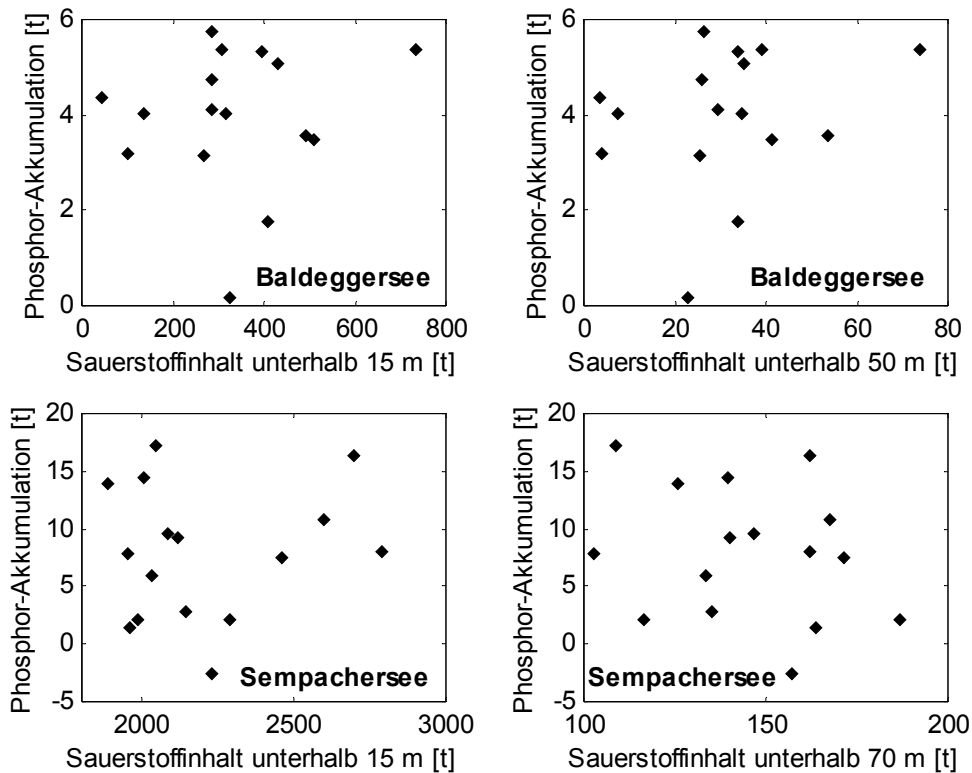 Phosphor-Akkumulation [t]
6
4
2
0
Baldeggersee
0 200 400 600 800
Sauerstoffinhalt unterhalb 15 m [t]
Phosphor-Akkumulation [t]
6
4
2
0
Baldeggersee
0 20 40 60 80
Sauerstoffinhalt unterhalb 50 m [t]
Phosphor-Akkumulation [t]
20
15
10
5
0
-5
Sempachersee
2000 2500 3000
Sauerstoffinhalt unterhalb 15 m [t]
Phosphor-Akkumulation [t]
20
15
10
5
0
-5
Sempachersee
100 150 200
Sauerstoffinhalt unterhalb 70 m [t]